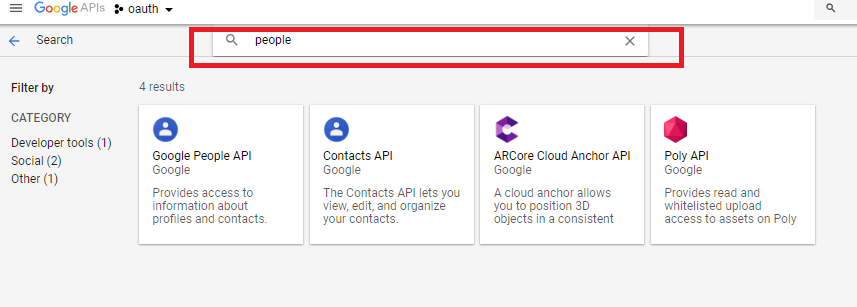 Google APIs oauth
Search
people
Filter by
CATEGORY
Developer tools (1)
Social (2)
Other (1)
4 results
Google People API
Google
Provides access to
information about
profiles and contacts.
Contacts API
Google
The Contacts API lets you
view, edit, and organize
your contacts.
ARCore Cloud Anchor API
Google
A cloud anchor allows
you to position 3D
objects in a consistent
Poly API
Google
Provides read and
whitelisted upload
access to assets on Poly